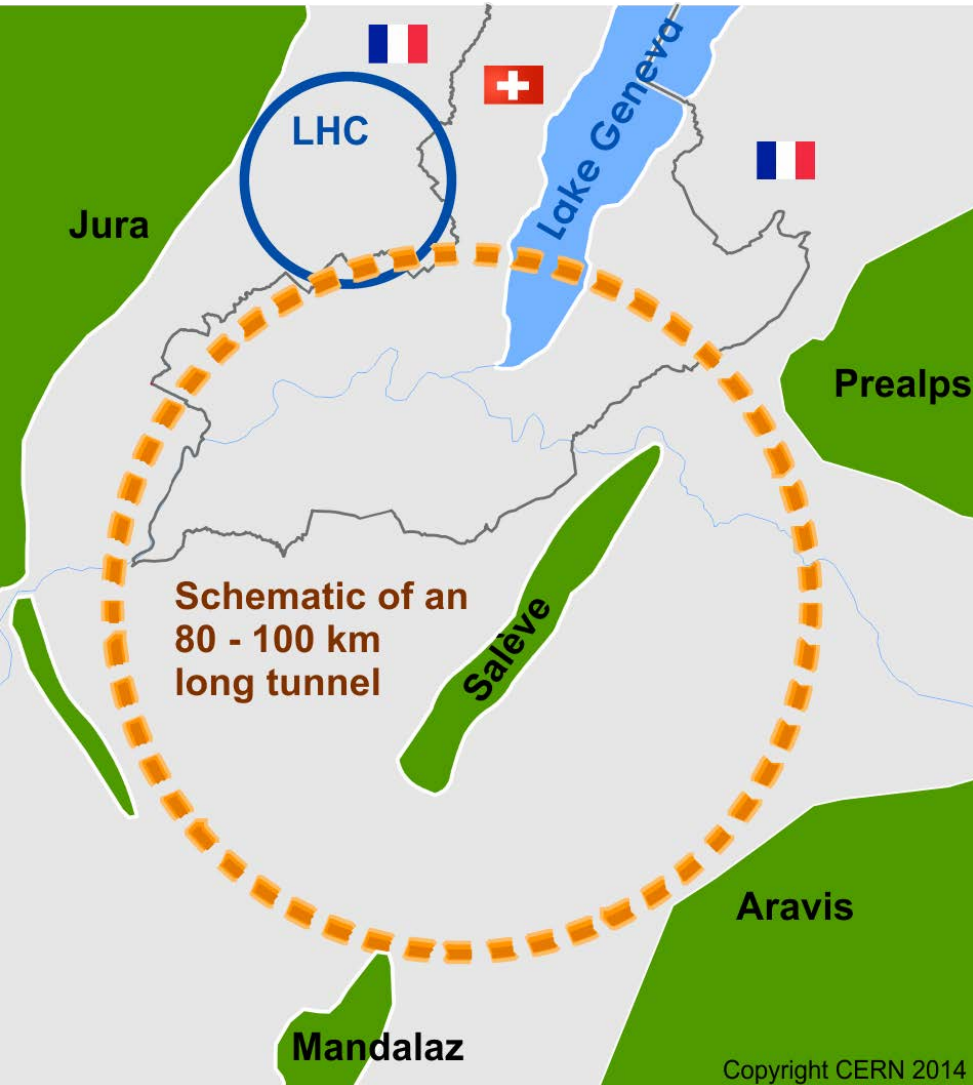 LHC
Lake Geneva
Jura
Prealps
Schematic of an
80 - 100 km
long tunnel
Salève
Aravis
Mandalaz
Copyright CERN 2014